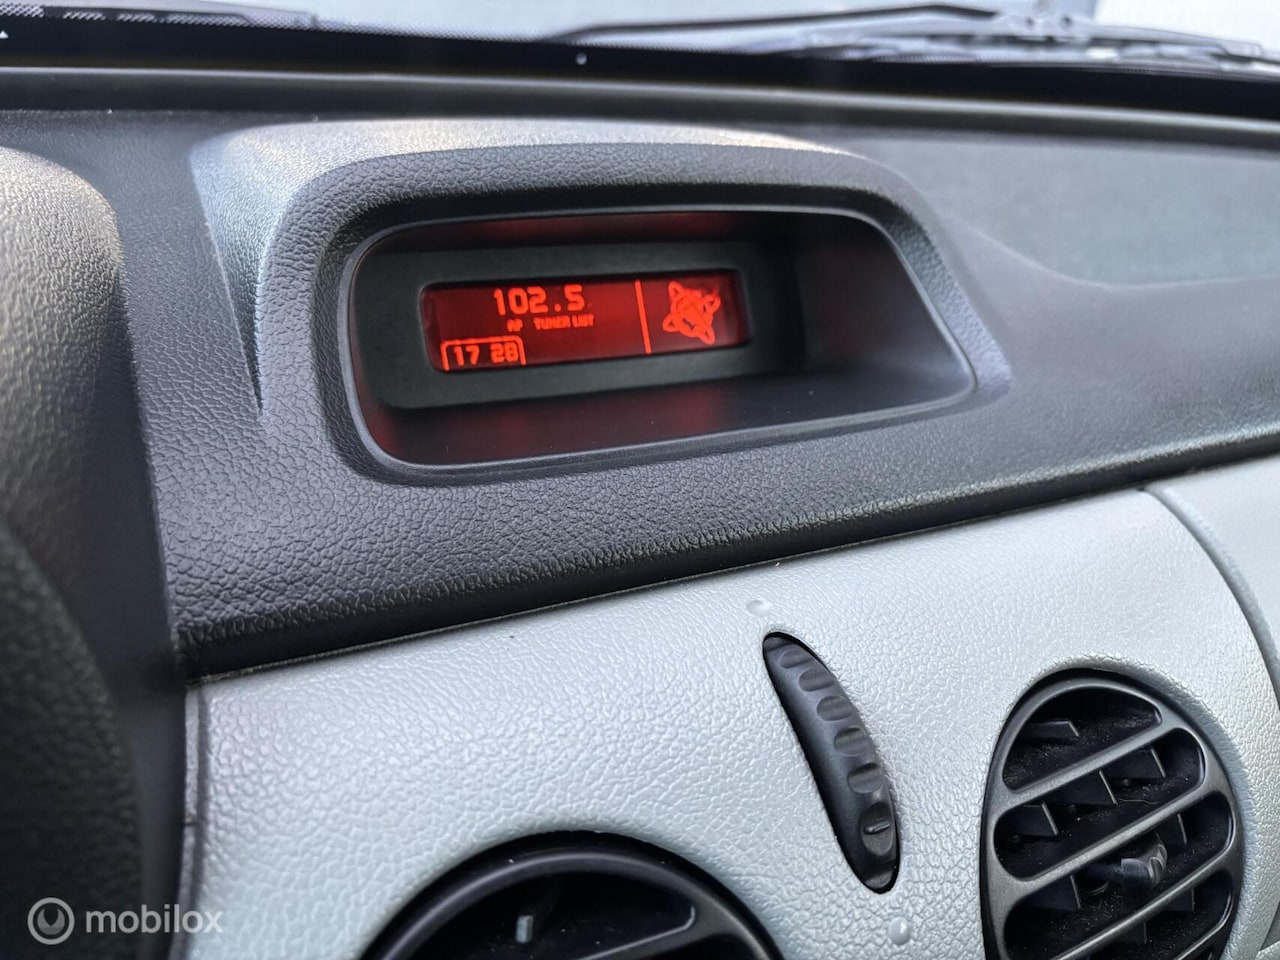 102.5
AF TUNER LIST
17 28
mobilox